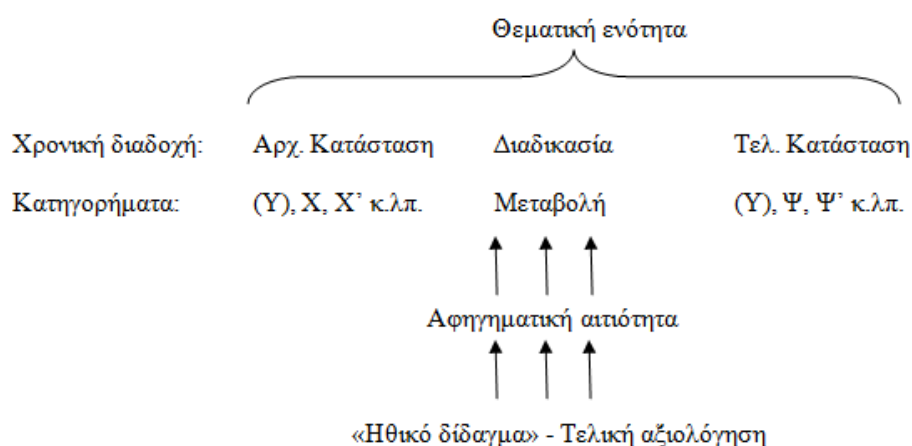 Θεματική ενότητα
Χρονική διαδοχή: Αρχ. Κατάσταση Διαδικασία Τελ. Κατάσταση
Κατηγορήματα: (Υ), Χ, Χ’ κ.λπ. Μεταβολή (Υ), Ψ, Ψ’ κ.λπ.
Αφηγηματική αιτιότητα
«Ηθικό δίδαγμα» - Τελική αξιολόγηση